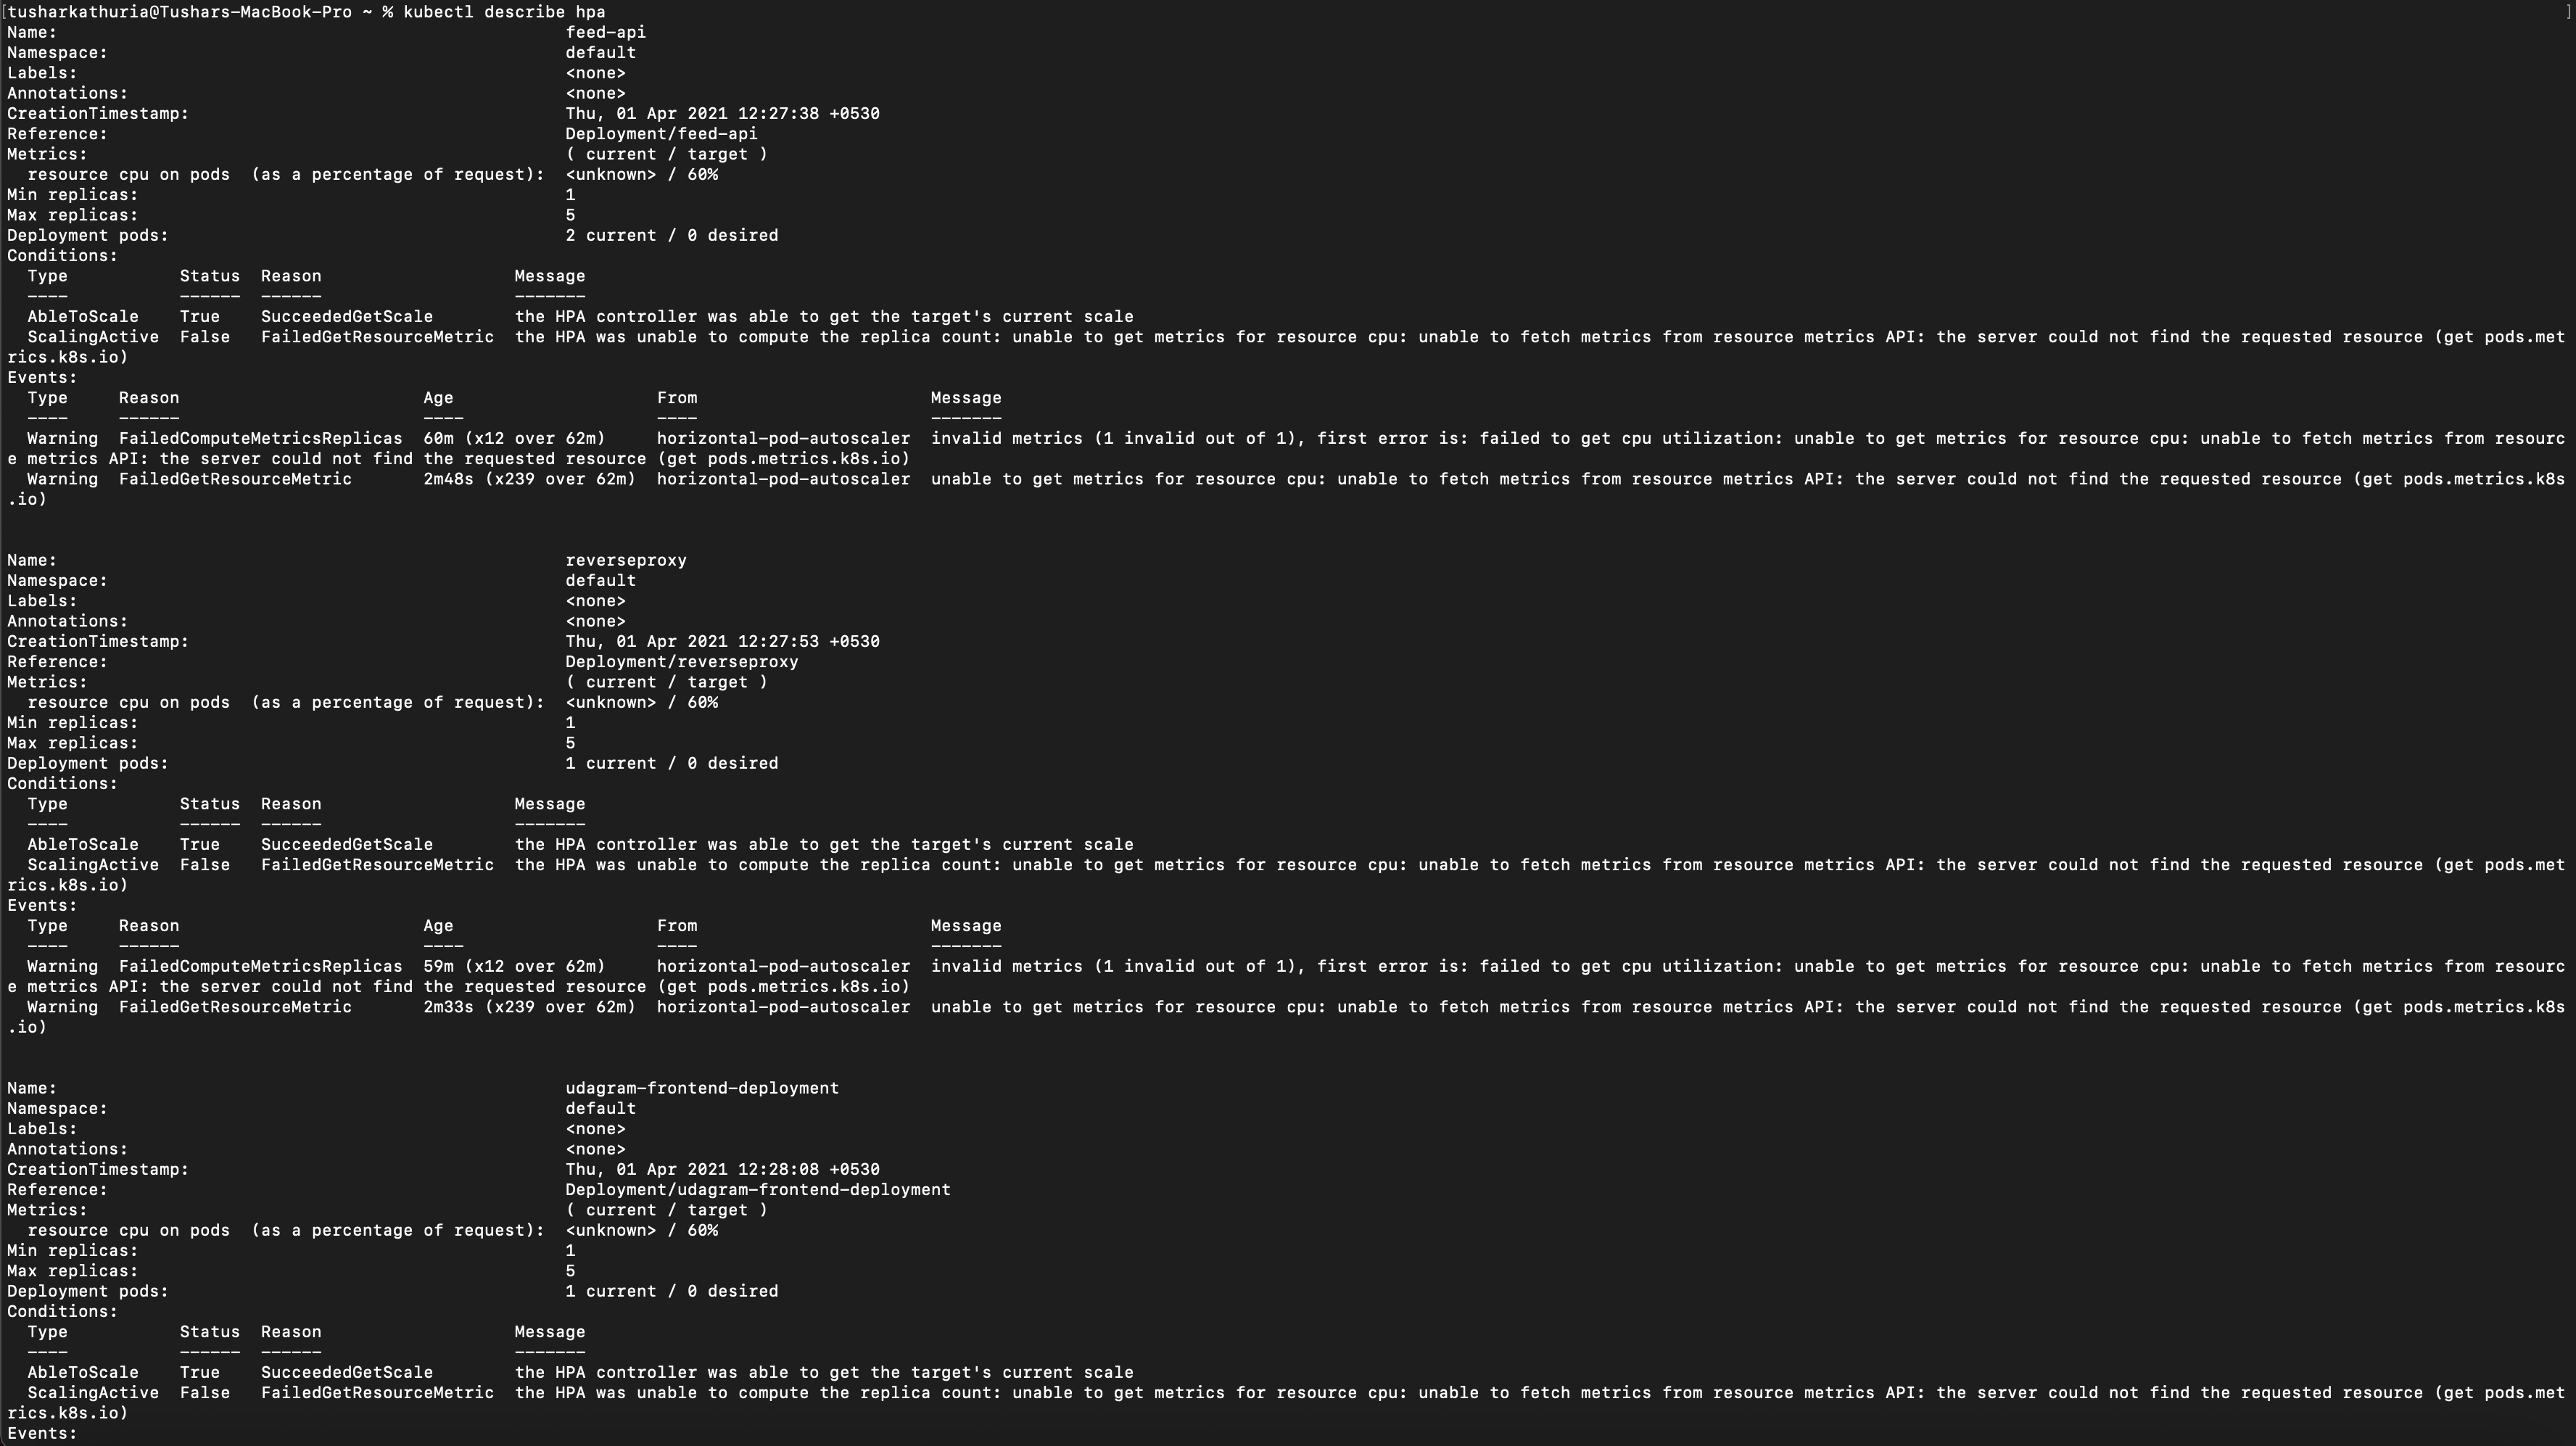 [tusharkathuria@Tushars-MacBook-Pro ~ % kubectl describe hpa ]
Name:                                                  feed-api
Namespace:                                             default
Labels:                                                <none>
Annotations:                                           <none>
CreationTimestamp:                                     Thu, 01 Apr 2021 12:27:38 +0530
Reference:                                             Deployment/feed-api
Metrics:                                               ( current / target )
  resource cpu on pods  (as a percentage of request):  <unknown> / 60%
Min replicas:                                          1
Max replicas:                                          5
Deployment pods:                                       2 current / 0 desired
Conditions:
  Type           Status  Reason                   Message
  ----           ------  ------                   -------
  AbleToScale    True    SucceededGetScale        the HPA controller was able to get the target's current scale
  ScalingActive  False   FailedGetResourceMetric  the HPA was unable to compute the replica count: unable to get metrics for resource cpu: unable to fetch metrics from resource metrics API: the server could not find the requested resource (get pods.met
rics.k8s.io)
Events:
  Type     Reason                        Age                    From                       Message
  ----     ------                        ----                   ----                       -------
  Warning  FailedComputeMetricsReplicas  60m (x12 over 62m)     horizontal-pod-autoscaler  invalid metrics (1 invalid out of 1), first error is: failed to get cpu utilization: unable to get metrics for resource cpu: unable to fetch metrics from resourc
e metrics API: the server could not find the requested resource (get pods.metrics.k8s.io)
  Warning  FailedGetResourceMetric       2m48s (x239 over 62m)  horizontal-pod-autoscaler  unable to get metrics for resource cpu: unable to fetch metrics from resource metrics API: the server could not find the requested resource (get pods.metrics.k8s
.io)
Name:                                                  reverseproxy
Namespace:                                             default
Labels:                                                <none>
Annotations:                                           <none>
CreationTimestamp:                                     Thu, 01 Apr 2021 12:27:53 +0530
Reference:                                             Deployment/reverseproxy
Metrics:                                               ( current / target )
  resource cpu on pods  (as a percentage of request):  <unknown> / 60%
Min replicas:                                          1
Max replicas:                                          5
Deployment pods:                                       1 current / 0 desired
Conditions:
  Type           Status  Reason                   Message
  ----           ------  ------                   -------
  AbleToScale    True    SucceededGetScale        the HPA controller was able to get the target's current scale
  ScalingActive  False   FailedGetResourceMetric  the HPA was unable to compute the replica count: unable to get metrics for resource cpu: unable to fetch metrics from resource metrics API: the server could not find the requested resource (get pods.met
rics.k8s.io)
Events:
  Type     Reason                        Age                    From                       Message
  ----     ------                        ----                   ----                       -------
  Warning  FailedComputeMetricsReplicas  59m (x12 over 62m)     horizontal-pod-autoscaler  invalid metrics (1 invalid out of 1), first error is: failed to get cpu utilization: unable to get metrics for resource cpu: unable to fetch metrics from resourc
e metrics API: the server could not find the requested resource (get pods.metrics.k8s.io)
  Warning  FailedGetResourceMetric       2m33s (x239 over 62m)  horizontal-pod-autoscaler  unable to get metrics for resource cpu: unable to fetch metrics from resource metrics API: the server could not find the requested resource (get pods.metrics.k8s
.io)
Name:                                                  udagram-frontend-deployment
Namespace:                                             default
Labels:                                                <none>
Annotations:                                           <none>
CreationTimestamp:                                     Thu, 01 Apr 2021 12:28:08 +0530
Reference:                                             Deployment/udagram-frontend-deployment
Metrics:                                               ( current / target )
  resource cpu on pods  (as a percentage of request):  <unknown> / 60%
Min replicas:                                          1
Max replicas:                                          5
Deployment pods:                                       1 current / 0 desired
Conditions:
  Type           Status  Reason                   Message
  ----           ------  ------                   -------
  AbleToScale    True    SucceededGetScale        the HPA controller was able to get the target's current scale
  ScalingActive  False   FailedGetResourceMetric  the HPA was unable to compute the replica count: unable to get metrics for resource cpu: unable to fetch metrics from resource metrics API: the server could not find the requested resource (get pods.met
rics.k8s.io)
Events: